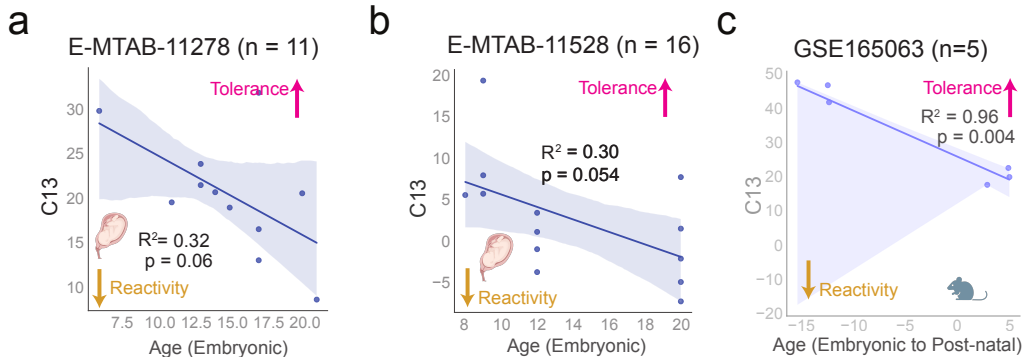 a
E-MTAB-11278 (n = 11)
Tolerance
30
25
20
15
10
C13
R² = 0.32
p = 0.06
Reactivity
7.5 10.0 12.5 15.0 17.5 20.0
Age (Embryonic)
b
E-MTAB-11528 (n = 16)
Tolerance
20
15
10
5
0
−5
C13
R² = 0.30
p = 0.054
Reactivity
8 10 12 14 16 18 20
Age (Embryonic)
c
GSE165063 (n=5)
Tolerance
50
40
30
20
10
0
−10
−20
C13
R² = 0.96
p = 0.004
Reactivity
−15 −10 −5 0 5
Age (Embryonic to Post-natal)